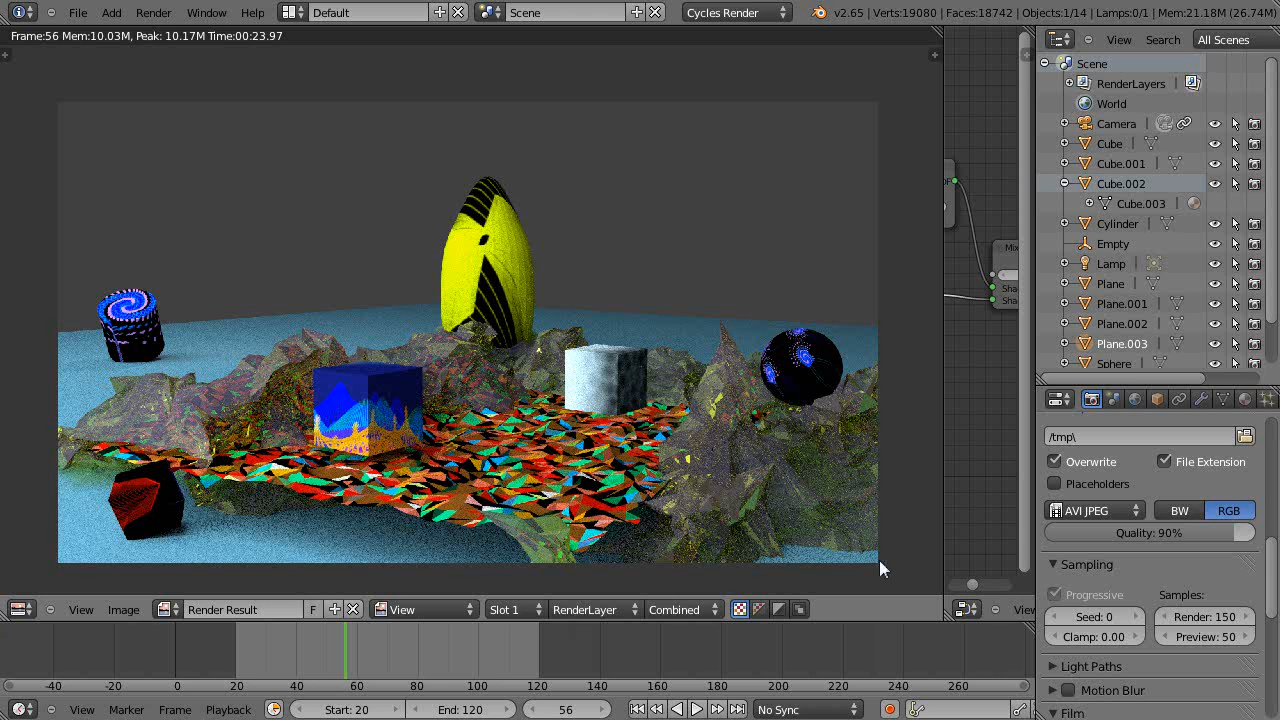 File Add Render Window Help Default Scene Cycles Render v2.65 | Verts:19080 | Faces:18742 | Objects:1/14 | Lamps:0/1 | Mem:21.18M (26.74M)
Frame:56 Mem:10.03M, Peak: 10.17M Time:00:23.97
View Search All Scenes
Scene
RenderLayers
World
Camera
Cube
Cube.001
Cube.002
Cube.003
Cylinder
Empty
Lamp
Plane
Plane.001
Plane.002
Plane.003
Sphere
Mix
Sha
Sha
/tmp\
Overwrite File Extension
Placeholders
AVI JPEG BW RGB
Quality: 90%
Sampling
Progressive Samples:
Seed: 0 Render: 150
Clamp: 0.00 Preview: 50
Light Paths
Motion Blur
Film
View Image Render Result F View Slot 1 RenderLayer Combined View
-40 -20 0 20 40 60 80 100 120 140 160 180 200 220 240 260
View Marker Frame Playback Start: 20 End: 120 56 No Sync